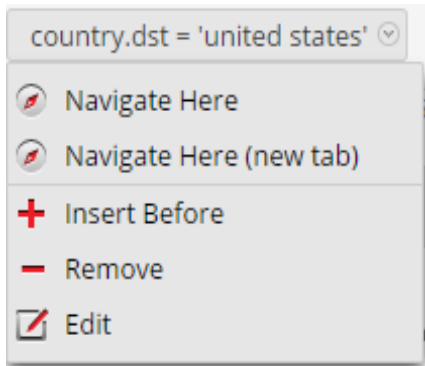 country.dst = 'united states'
Navigate Here
Navigate Here (new tab)
Insert Before
Remove
Edit